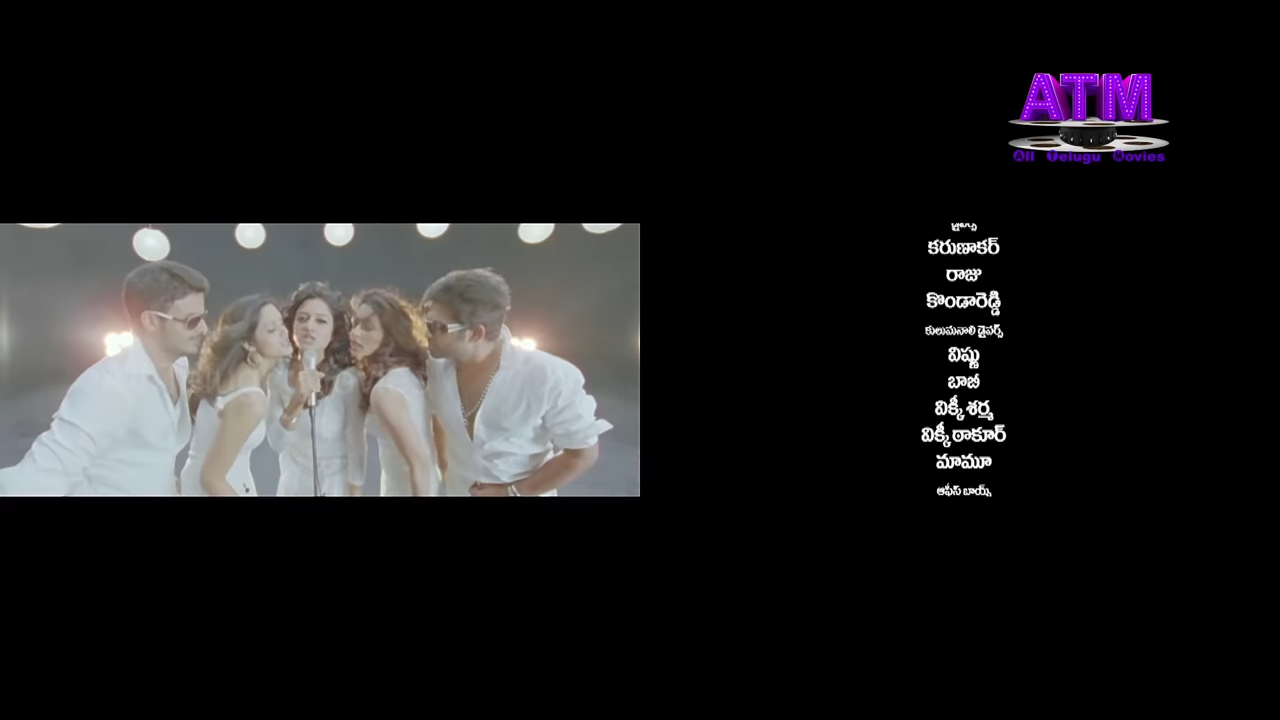 ATM
All Telugu Movies
కరుణాకర్
రాజు
కొండారెడ్డి
కులుమనాలి డ్రైవర్స్
విష్ణు
బాబీ
విక్కీ శర్మ
విక్కీ ఠాకూర్
మామూ
ఆఫీస్ బాయ్స్